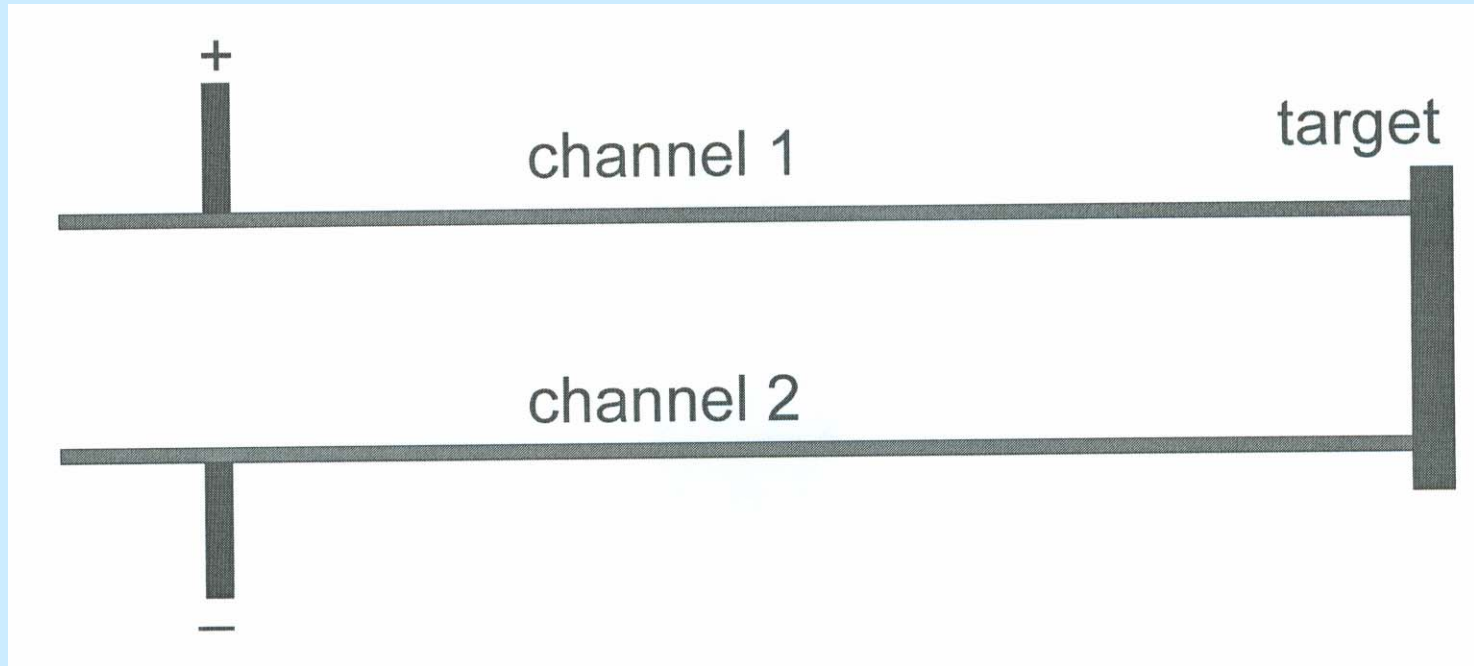 +
channel 1
target
channel 2
−